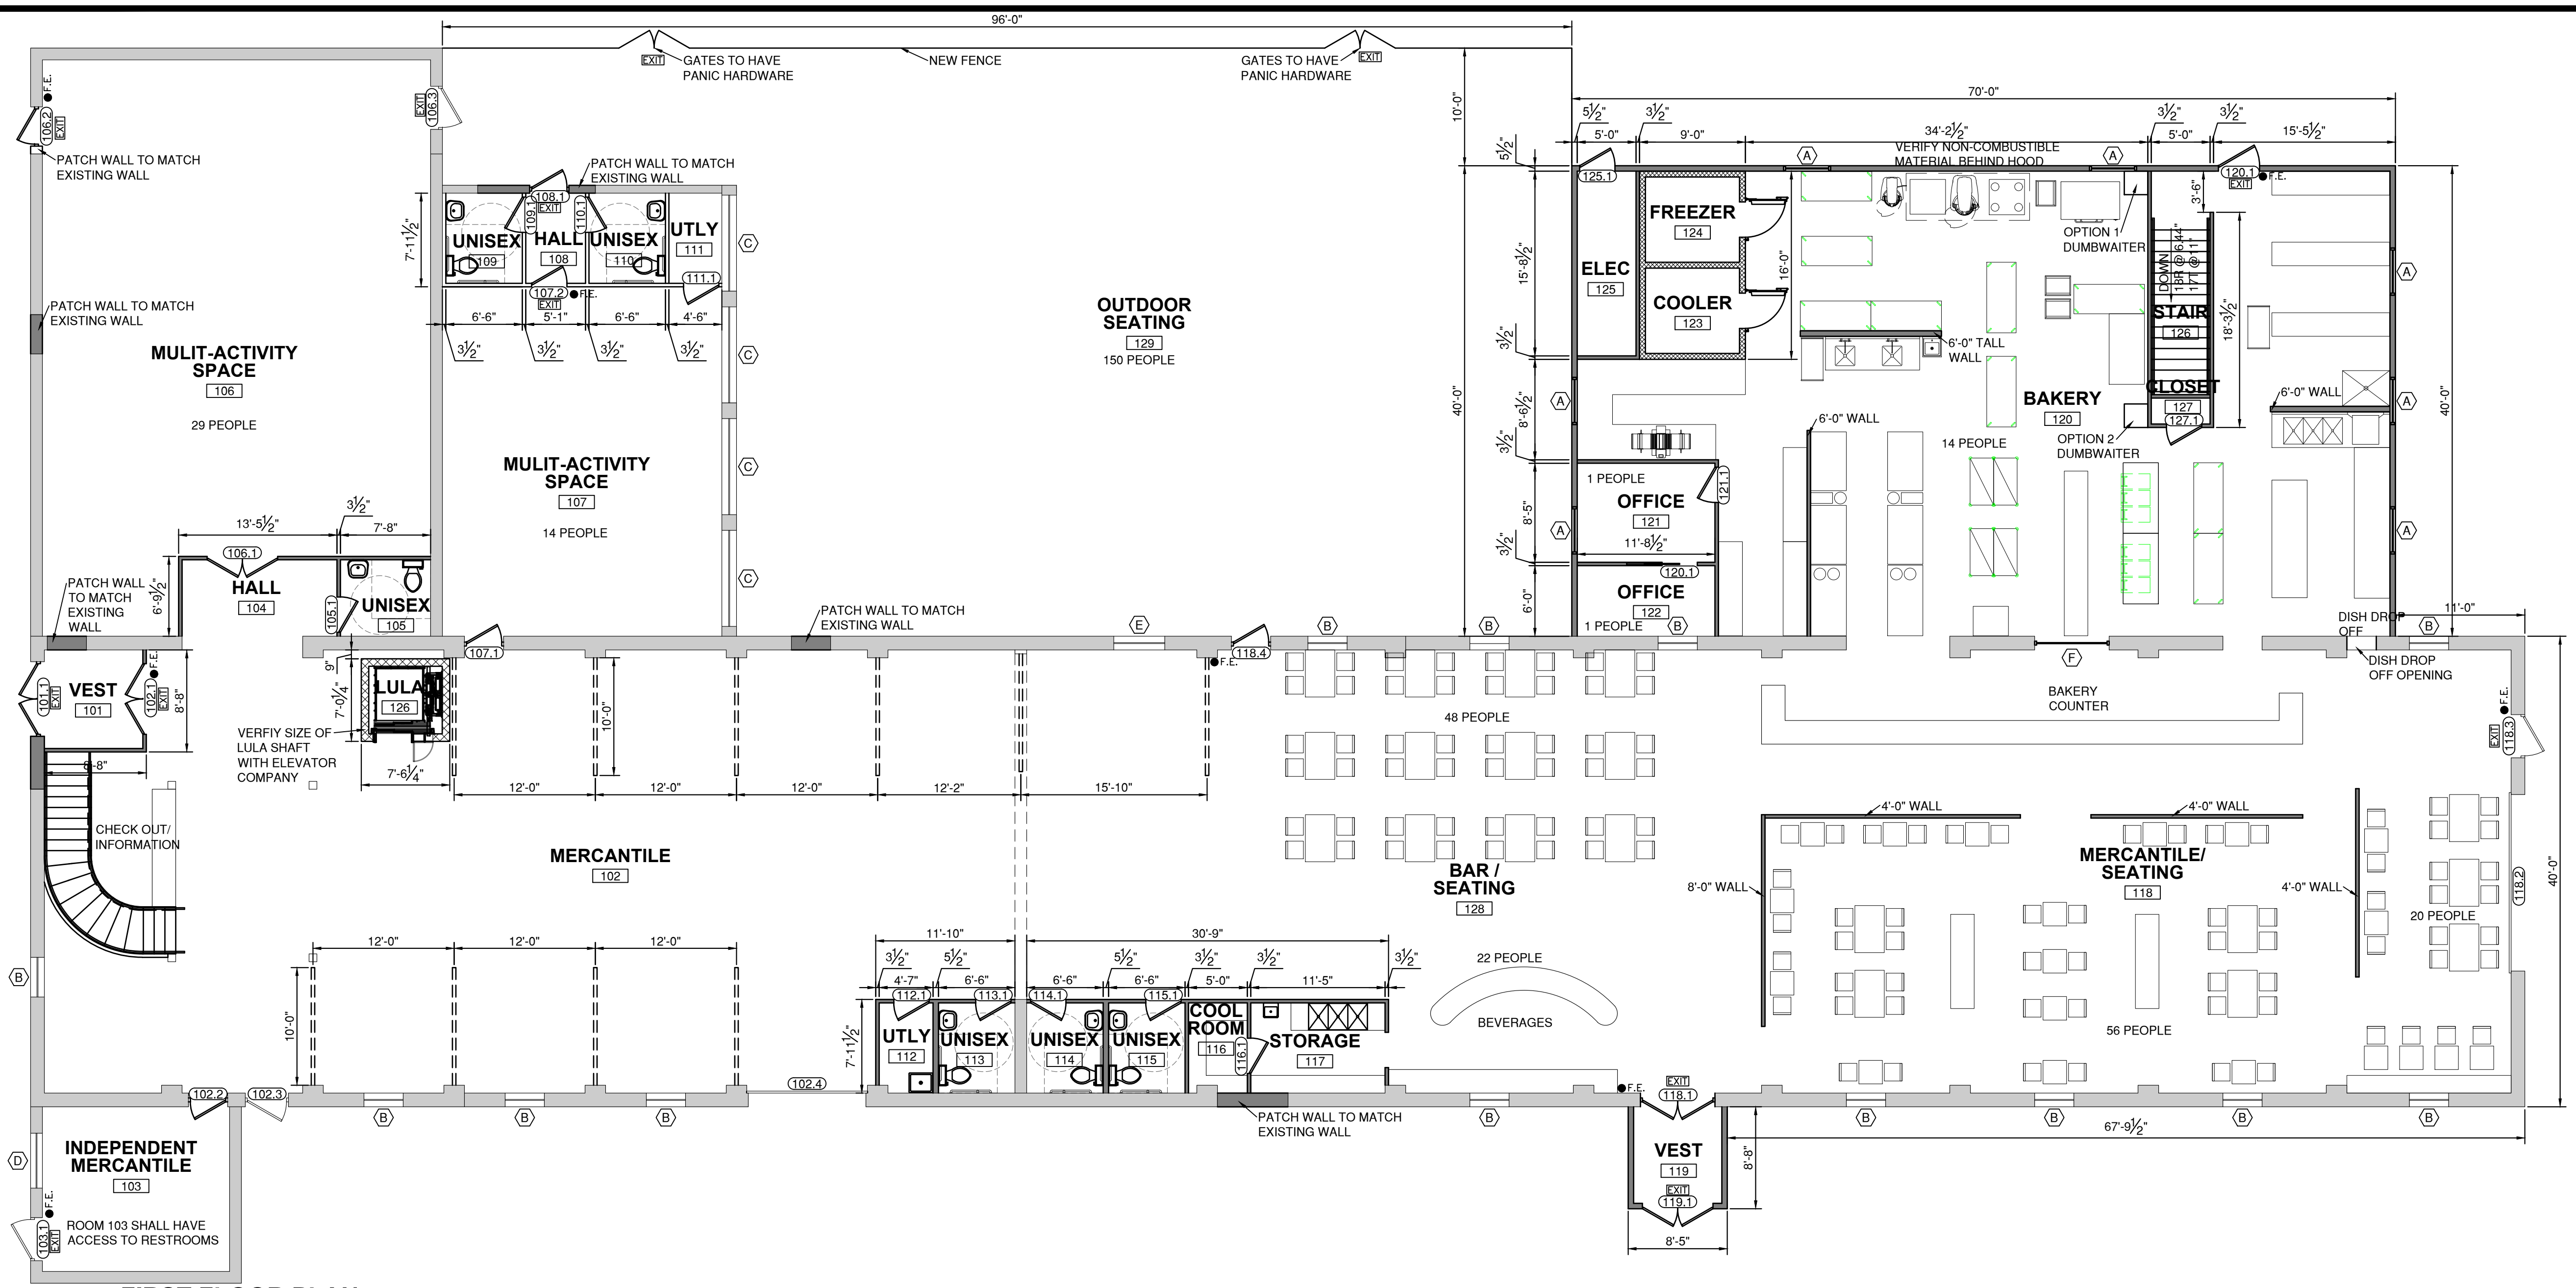 96'-0"
EXIT
GATES TO HAVE
PANIC HARDWARE
NEW FENCE
GATES TO HAVE
PANIC HARDWARE
EXIT
70'-0"
5½"
3½"
3½"
3½"
5'-0"
9'-0"
34'-2½"
5'-0"
15'-5½"
VERIFY NON-COMBUSTIBLE
MATERIAL BEHIND HOOD
A
A
F.E.
106.2
EXIT
EXIT
106.3
PATCH WALL TO MATCH
EXISTING WALL
PATCH WALL TO MATCH
EXISTING WALL
10'-0"
5½"
125.1
120.1
EXIT
F.E.
108.1
EXIT
109.1
110.1
7'-11½"
UNISEX
109
HALL
108
UNISEX
110
UTLY
111
111.1
107.2
EXIT
F.E.
6'-6"
5'-1"
6'-6"
4'-6"
3½"
3½"
3½"
3½"
C
C
C
C
FREEZER
124
COOLER
123
ELEC
125
16'-0"
15'-8½"
3½"
OPTION 1
DUMBWAITER
3'-6"
DOWN
18R @ 6.44"
17T @ 11"
STAIR
126
18'-3½"
CLOSET
127
127.1
A
A
A
40'-0"
6'-0" WALL
6'-0" TALL
WALL
BAKERY
120
14 PEOPLE
OPTION 2
DUMBWAITER
6'-0" WALL
OUTDOOR
SEATING
129
150 PEOPLE
40'-0"
8'-6½"
3½"
8'-5"
3½"
6'-0"
A
A
1 PEOPLE
OFFICE
121
121.1
11'-8½"
120.1
OFFICE
122
1 PEOPLE
PATCH WALL TO MATCH
EXISTING WALL
MULIT-ACTIVITY
SPACE
106
29 PEOPLE
MULIT-ACTIVITY
SPACE
107
14 PEOPLE
13'-5½"
3½"
7'-8"
106.1
HALL
104
6'-9½"
105.1
UNISEX
105
PATCH WALL
TO MATCH
EXISTING
WALL
PATCH WALL TO MATCH
EXISTING WALL
107.1
E
118.4
F.E.
B
B
B
F
DISH DROP
OFF
11'-0"
B
DISH DROP
OFF OPENING
101.1
EXIT
VEST
101
102.1
EXIT
F.E.
8'-8"
9"
7'-0¼"
LULA
126
VERFIY SIZE OF
LULA SHAFT
WITH ELEVATOR
COMPANY
7'-6¼"
10'-0"
12'-0"
12'-0"
12'-0"
12'-2"
15'-10"
48 PEOPLE
BAKERY
COUNTER
F.E.
EXIT
118.3
CHECK OUT/
INFORMATION
MERCANTILE
102
BAR /
SEATING
128
8'-0" WALL
4'-0" WALL
4'-0" WALL
MERCANTILE/
SEATING
118
4'-0" WALL
118.2
40'-0"
20 PEOPLE
56 PEOPLE
B
12'-0"
12'-0"
12'-0"
10'-0"
11'-10"
30'-9"
3½"
5½"
5½"
3½"
3½"
3½"
4'-7"
6'-6"
6'-6"
6'-6"
5'-0"
11'-5"
112.1
113.1
114.1
115.1
7'-11½"
UTLY
112
UNISEX
113
UNISEX
114
UNISEX
115
COOL
ROOM
116
116.1
STORAGE
117
22 PEOPLE
BEVERAGES
102.2
102.3
102.4
B
B
B
PATCH WALL TO MATCH
EXISTING WALL
B
F.E.
EXIT
118.1
B
B
B
B
67'-9½"
VEST
119
EXIT
119.1
8'-8"
8'-5"
D
INDEPENDENT
MERCANTILE
103
F.E.
103.1
EXIT
ROOM 103 SHALL HAVE
ACCESS TO RESTROOMS